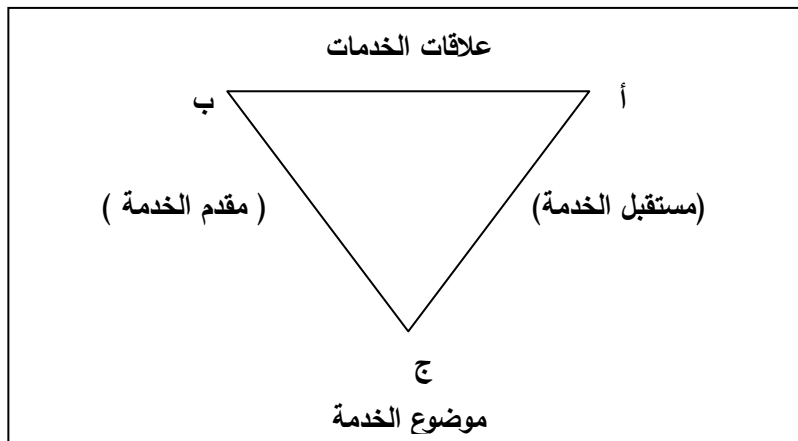 علاقات الخدمات
أ
ب
(مستقبل الخدمة)
( مقدم الخدمة )
ج
موضوع الخدمة